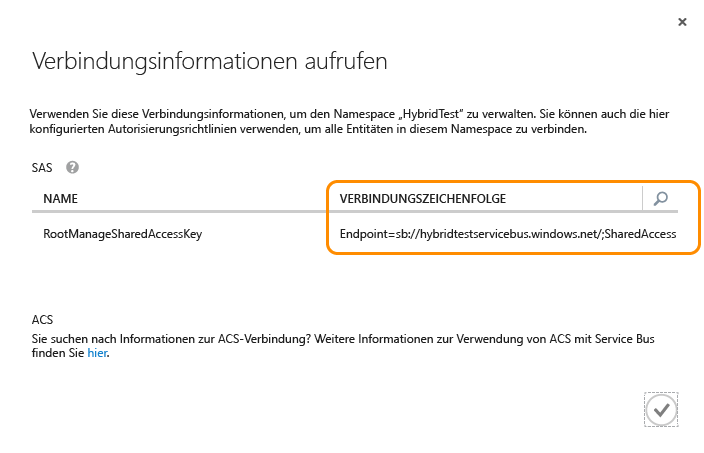 Verbindungsinformationen aufrufen
Verwenden Sie diese Verbindungsinformationen, um den Namespace „HybridTest“ zu verwalten. Sie können auch die hier
konfigurierten Autorisierungsrichtlinien verwenden, um alle Entitäten in diesem Namespace zu verbinden.
SAS ?
NAME VERBINDUNGSZEICHENFOLGE
RootManageSharedAccessKey Endpoint=sb://hybridtestservicebus.windows.net/;SharedAccess
ACS
Sie suchen nach Informationen zur ACS-Verbindung? Weitere Informationen zur Verwendung von ACS mit Service Bus
finden Sie hier.